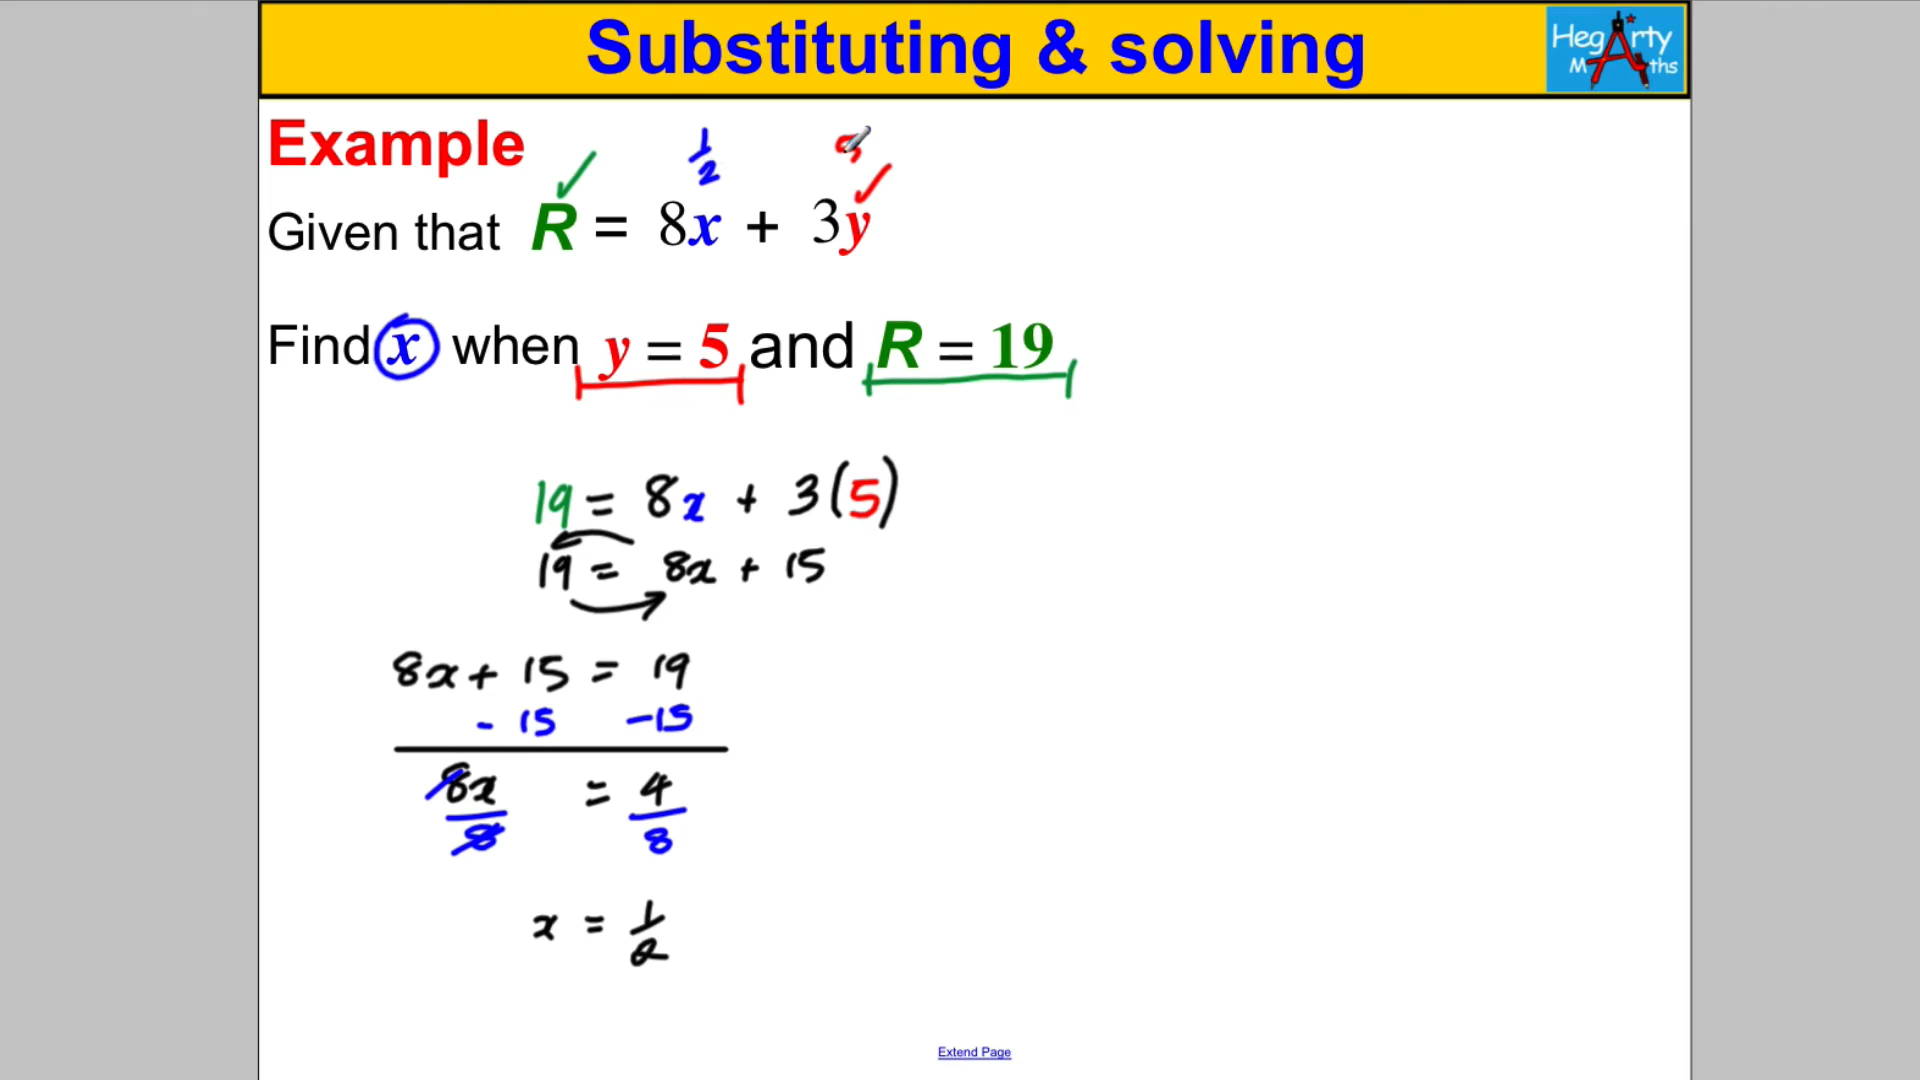 Substituting & solving
HegArty
Maths
Example
1/2 5
Given that R = 8x + 3y
Find x when y = 5 and R = 19
19 = 8x + 3(5)
19 = 8x + 15
8x + 15 = 19
- 15 -15
8x/8 = 4/8
x = 1/2
Extend Page